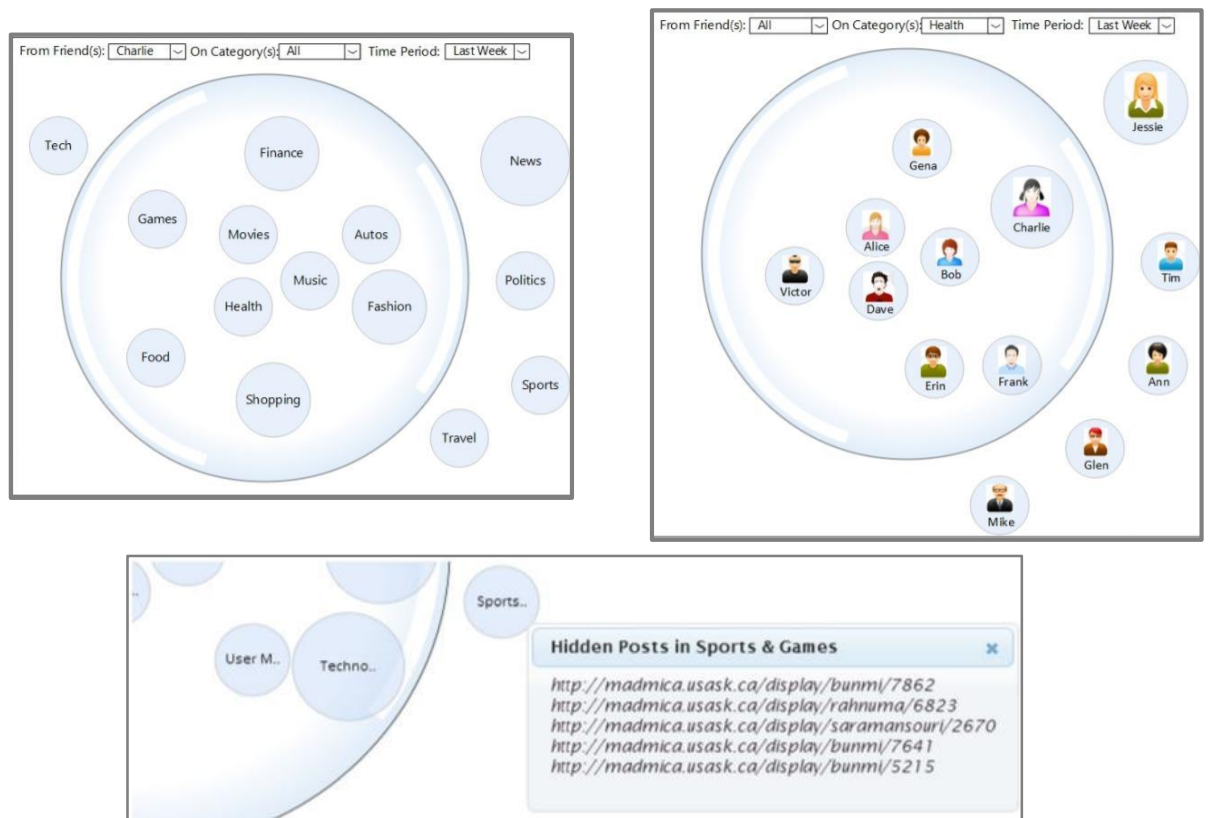 From Friend(s): Charlie On Category(s): All Time Period: Last Week
Tech
Finance
News
Games
Movies
Autos
Music
Politics
Health
Fashion
Food
Sports
Shopping
Travel
From Friend(s): All On Category(s): Health Time Period: Last Week
Jessie
Gena
Charlie
Alice
Bob
Tim
Victor
Dave
Erin
Frank
Ann
Glen
Mike
..
Sports..
User M..
Techno..
Hidden Posts in Sports & Games ×
http://madmica.usask.ca/display/bunmi/7862
http://madmica.usask.ca/display/rahnuma/6823
http://madmica.usask.ca/display/saramansouri/2670
http://madmica.usask.ca/display/bunmi/7641
http://madmica.usask.ca/display/bunmi/5215